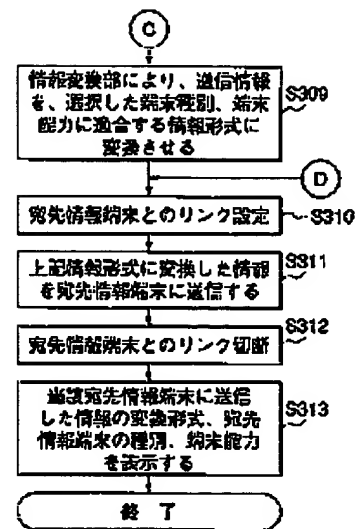 C
情報変換部により、送信情報
を、選択した端末種別、端末
能力に適合する情報形式に
変換させる
S309
D
宛先情報端末とのリンク設定
S310
上記情報形式に変換した情報
を宛先情報端末に送信する
S311
宛先情報端末とのリンク切断
S312
当該宛先情報端末に送信
した情報の変換形式、宛先
情報端末の種別、端末能力
を表示する
S313
終了